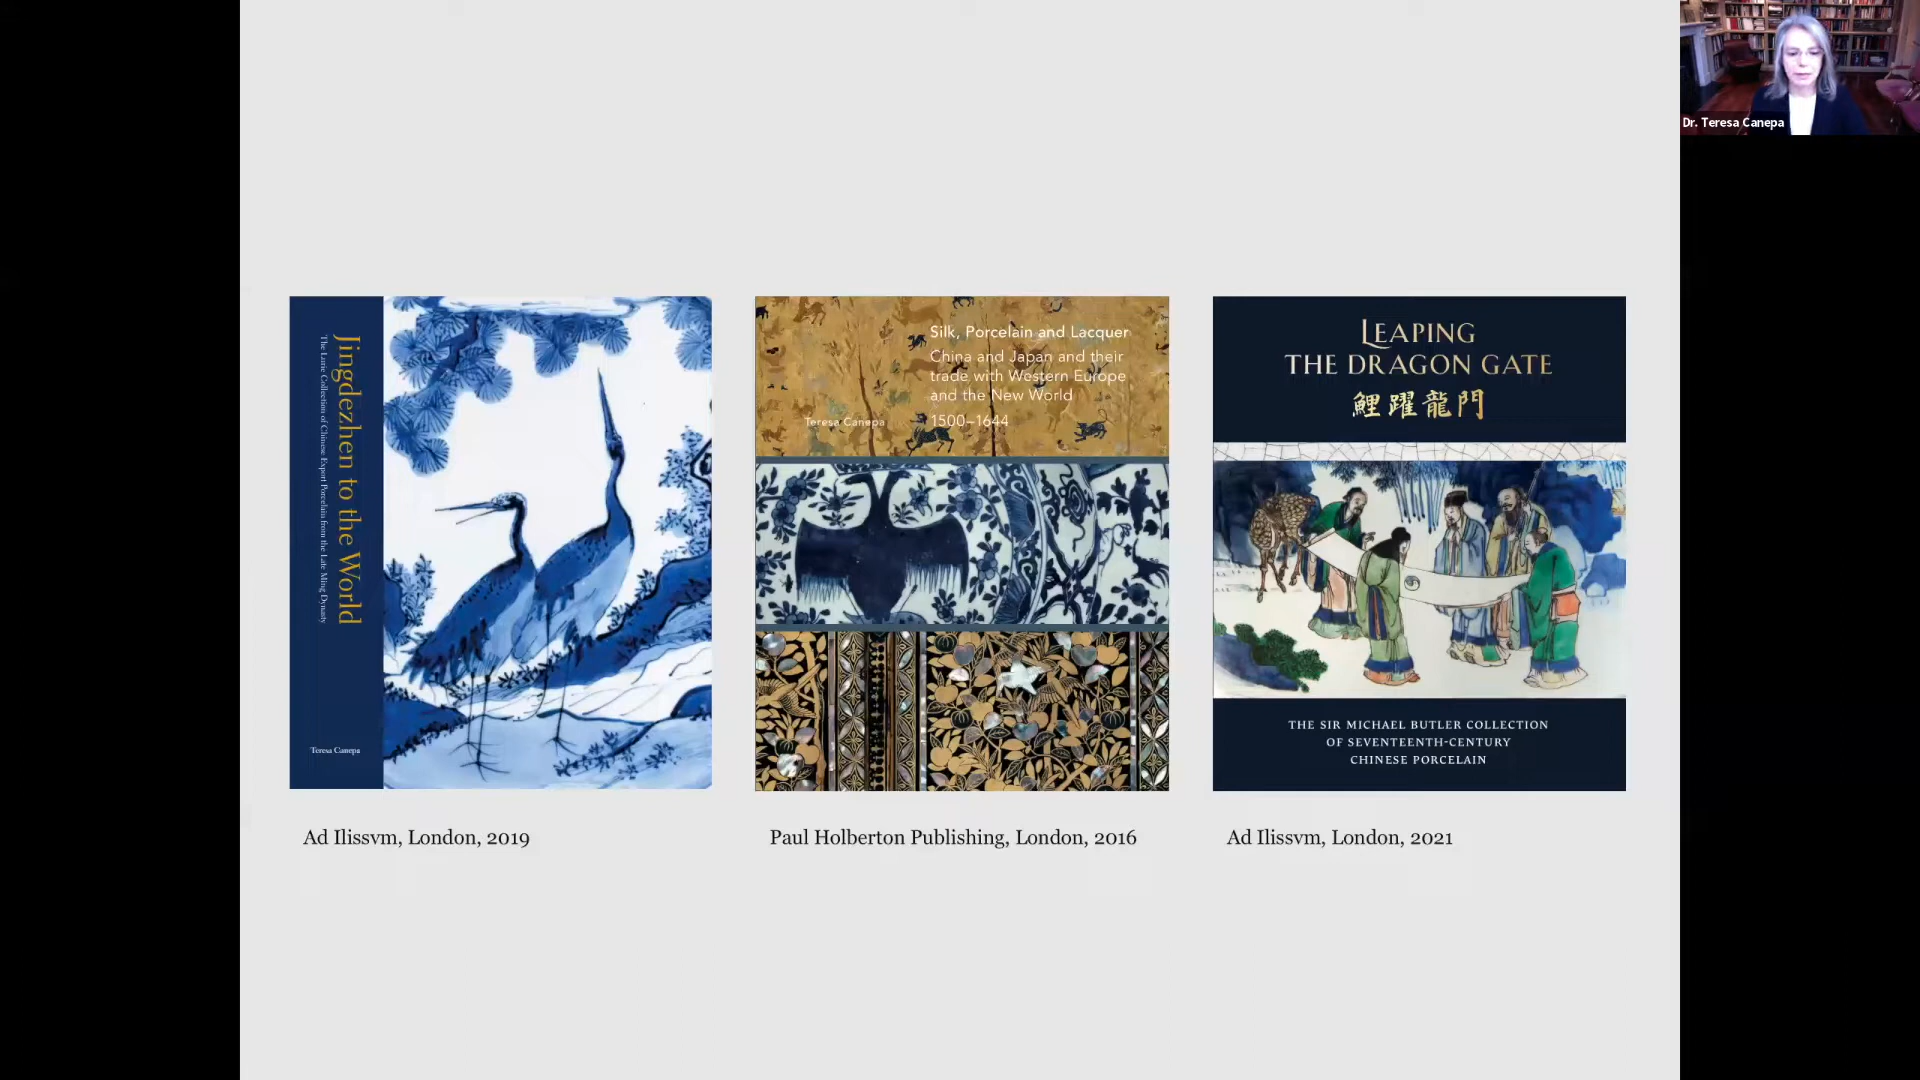 Dr. Teresa Canepa
Jingdezhen to the World
The Lurie Collection of Chinese Export Porcelain from the Late Ming Dynasty
Teresa Canepa
Silk, Porcelain and Lacquer
China and Japan and their
trade with Western Europe
and the New World
1500–1644
Teresa Canepa
LEAPING
THE DRAGON GATE
鯉躍龍門
THE SIR MICHAEL BUTLER COLLECTION
OF SEVENTEENTH-CENTURY
CHINESE PORCELAIN
Ad Ilissvm, London, 2019
Paul Holberton Publishing, London, 2016
Ad Ilissvm, London, 2021